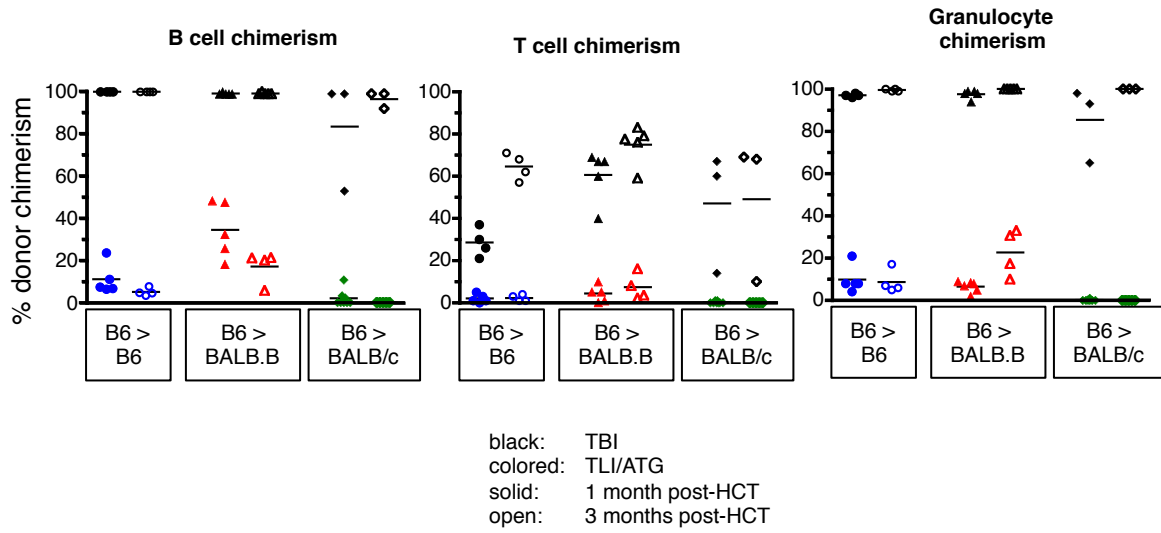 B cell chimerism
T cell chimerism
Granulocyte
chimerism
% donor chimerism
100
80
60
40
20
0
100
80
60
40
20
0
100
80
60
40
20
0
B6 >
B6
B6 >
BALB.B
B6 >
BALB/c
B6 >
B6
B6 >
BALB.B
B6 >
BALB/c
B6 >
B6
B6 >
BALB.B
B6 >
BALB/c
black: TBI
colored: TLI/ATG
solid: 1 month post-HCT
open: 3 months post-HCT